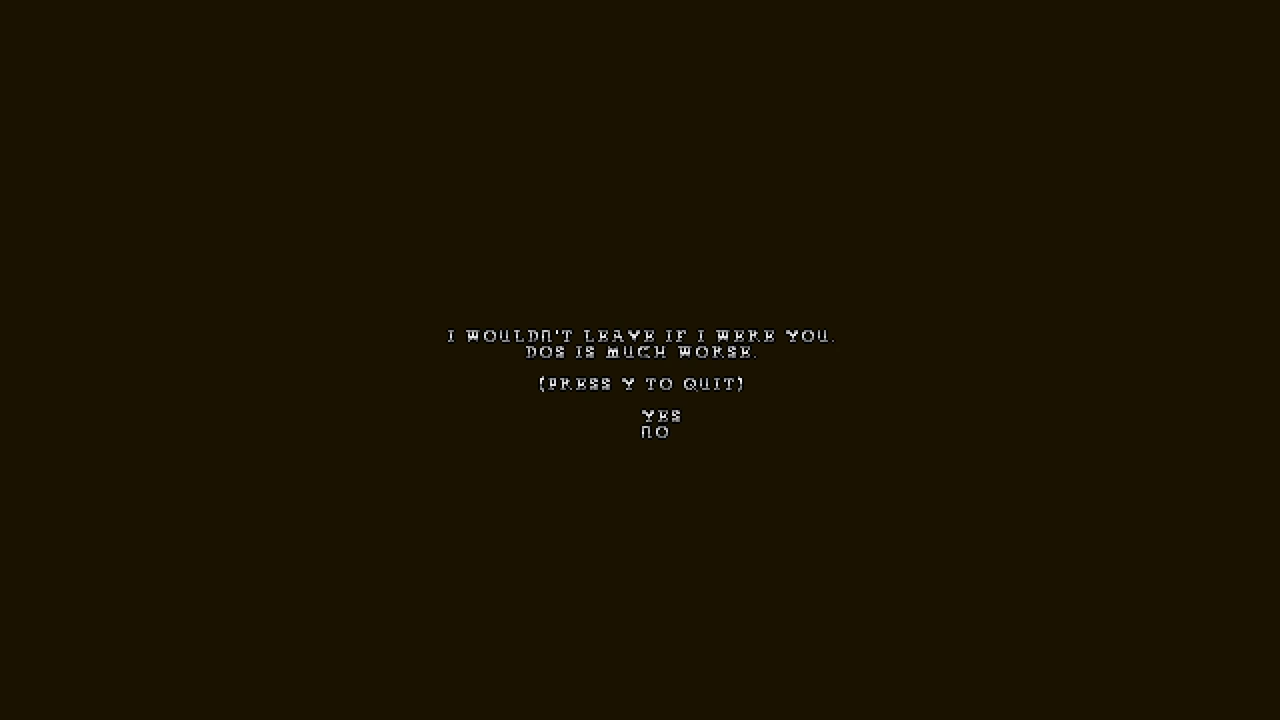 I WOULDN'T LEAVE IF I WERE YOU.
DOS IS MUCH WORSE.
(PRESS Y TO QUIT)
YES
NO